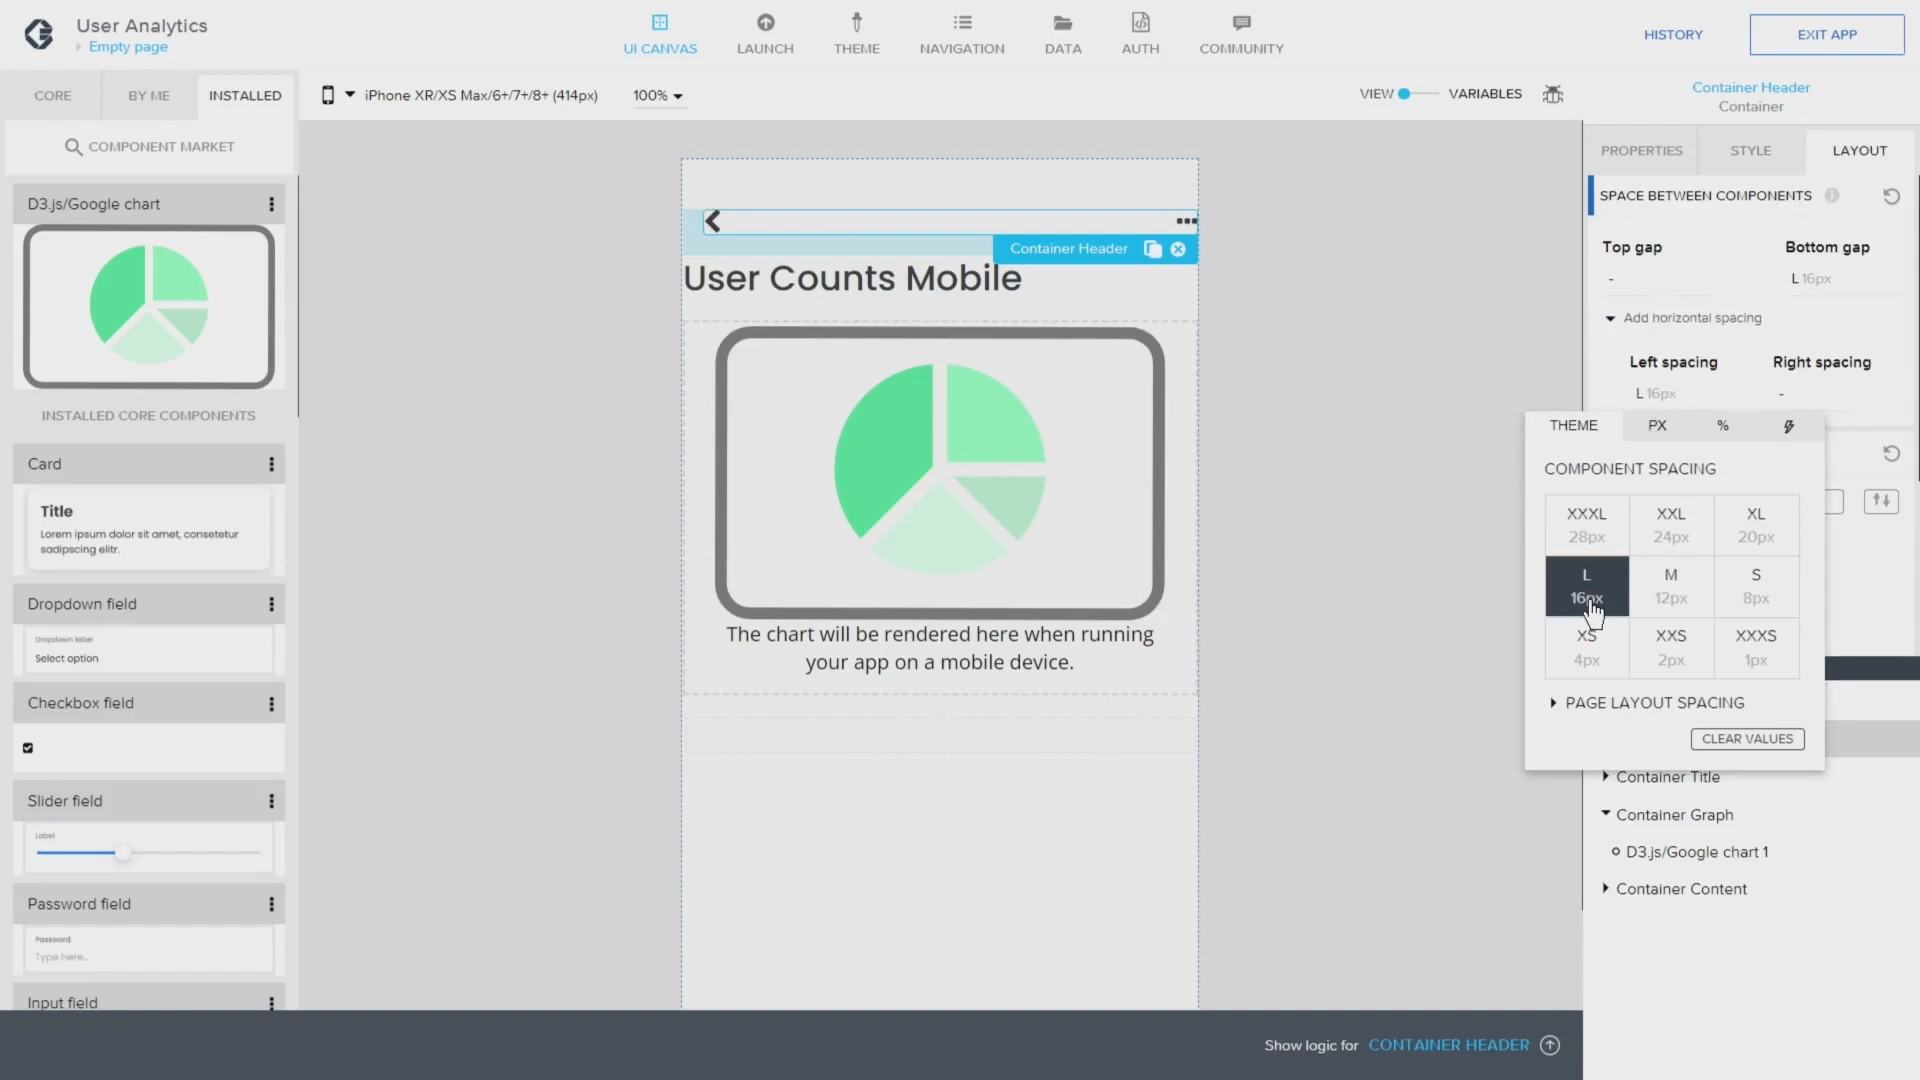 User Analytics
Empty page
UI CANVAS
LAUNCH
THEME
NAVIGATION
DATA
AUTH
COMMUNITY
HISTORY
EXIT APP
CORE
BY ME
INSTALLED
iPhone XR/XS Max/6+/7+/8+ (414px)
100%
VIEW
VARIABLES
Container Header
Container
COMPONENT MARKET
PROPERTIES
STYLE
LAYOUT
D3.js/Google chart
INSTALLED CORE COMPONENTS
Card
Title
Lorem ipsum dolor sit amet, consetetur
sadipscing elitr.
Dropdown field
Dropdown label
Select option
Checkbox field
Slider field
Label
Password field
Password
Type here..
Input field
Container Header
User Counts Mobile
The chart will be rendered here when running
your app on a mobile device.
SPACE BETWEEN COMPONENTS
Top gap
Bottom gap
-
L 16px
Add horizontal spacing
Left spacing
Right spacing
L 16px
-
THEME
PX
%
COMPONENT SPACING
XXXL
XXL
XL
28px
24px
20px
L
M
S
16px
12px
8px
XS
XXS
XXXS
4px
2px
1px
PAGE LAYOUT SPACING
CLEAR VALUES
Container Title
Container Graph
D3.js/Google chart 1
Container Content
Show logic for CONTAINER HEADER